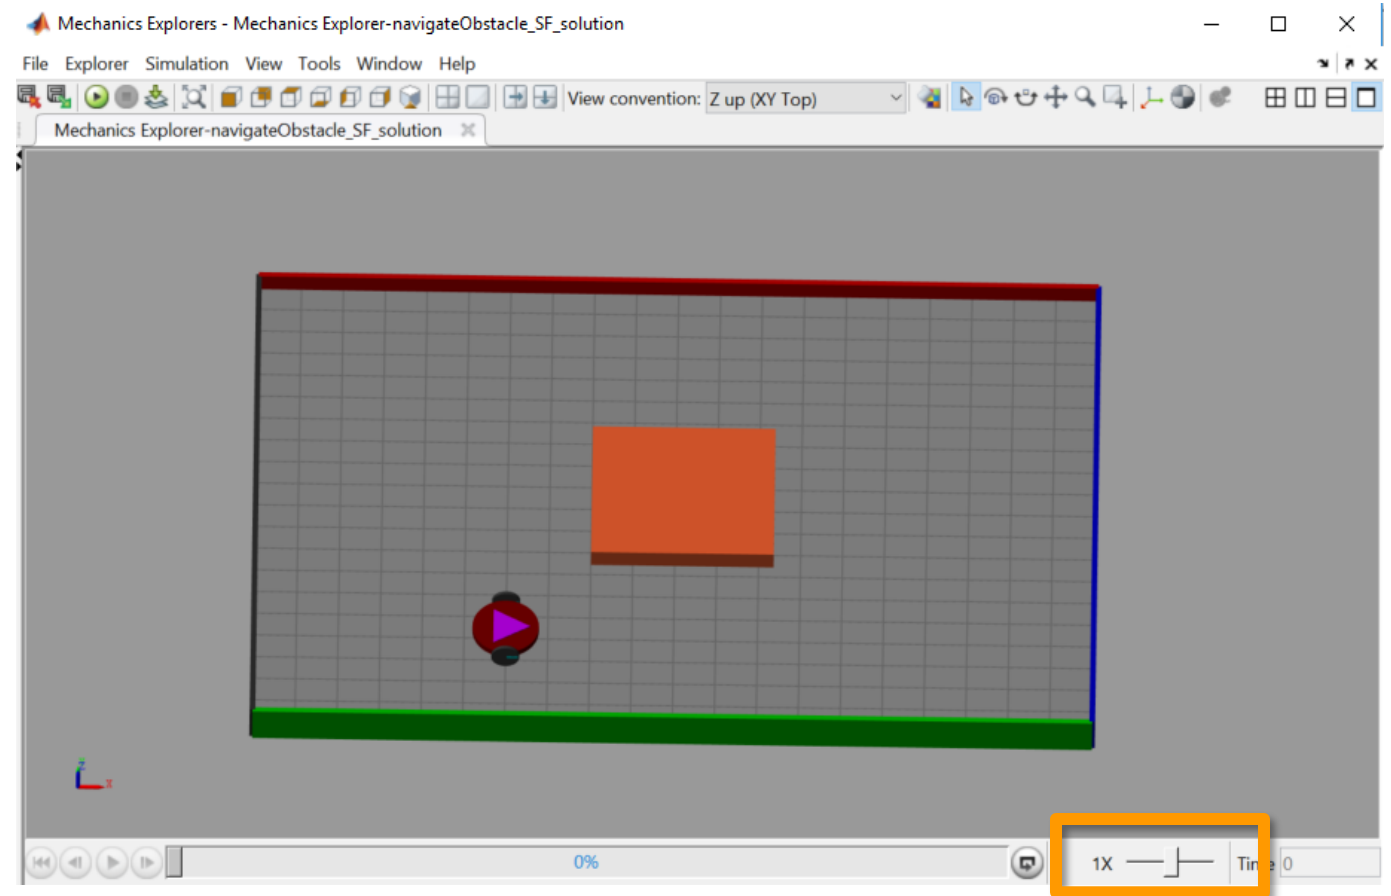 Mechanics Explorers - Mechanics Explorer-navigateObstacle_SF_solution
File Explorer Simulation View Tools Window Help
View convention: Z up (XY Top)
Mechanics Explorer-navigateObstacle_SF_solution
z
x
0% 1X Time 0